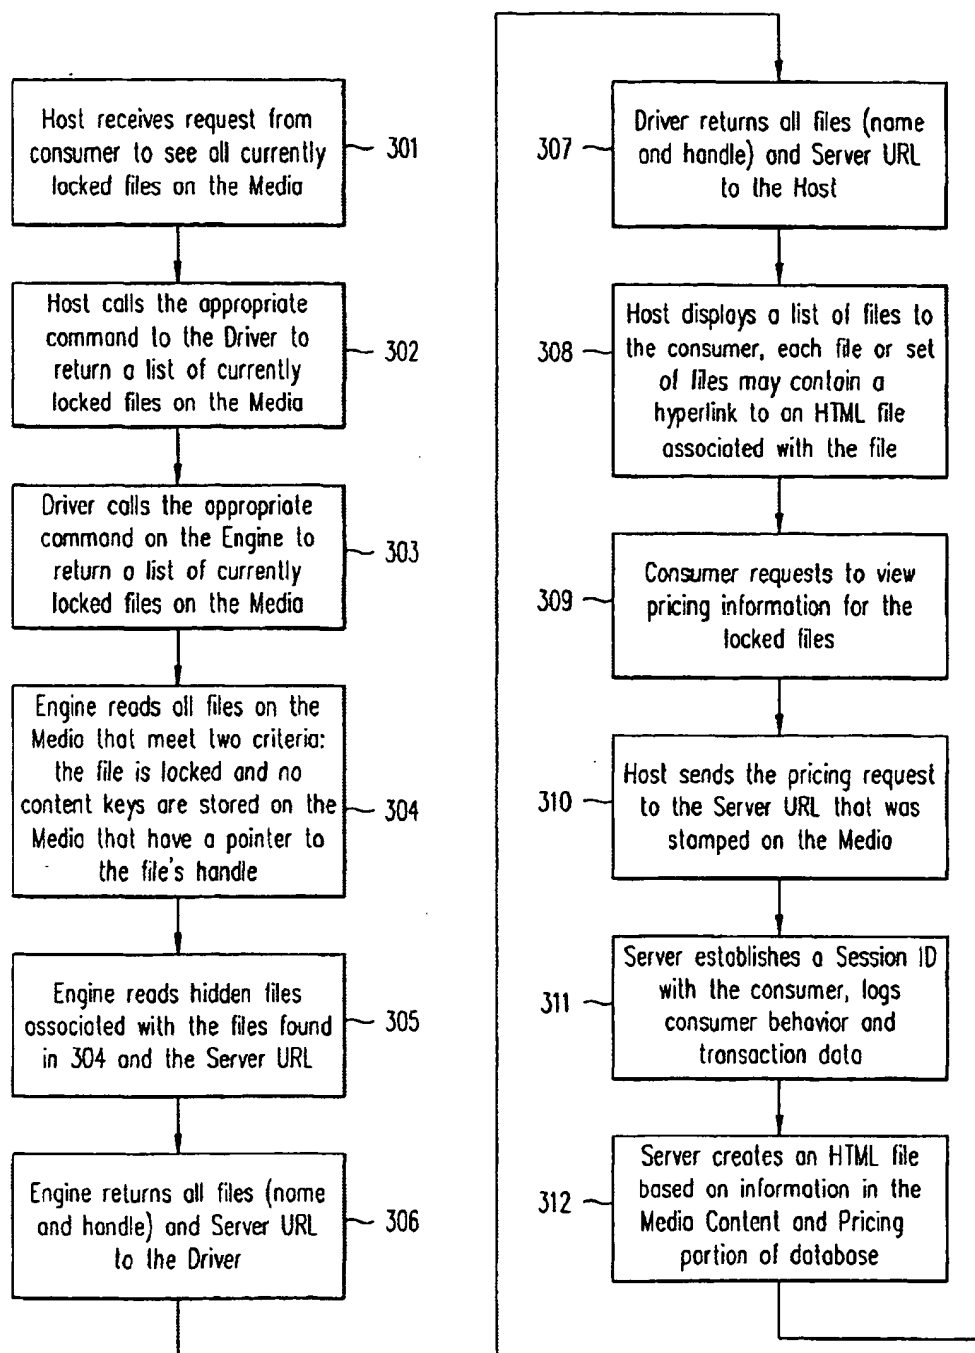 Host receives request from
consumer to see all currently
locked files on the Media
301
Host calls the appropriate
command to the Driver to
return a list of currently
locked files on the Media
302
Driver calls the appropriate
command on the Engine to
return a list of currently
locked files on the Media
303
Engine reads all files on the
Media that meet two criteria:
the file is locked and no
content keys are stored on the
Media that have a pointer to
the file's handle
304
Engine reads hidden files
associated with the files found
in 304 and the Server URL
305
Engine returns all files (name
and handle) and Server URL
to the Driver
306
307
Driver returns all files (name
and handle) and Server URL
to the Host
308
Host displays a list of files to
the consumer, each file or set
of files may contain a
hyperlink to an HTML file
associated with the file
309
Consumer requests to view
pricing information for the
locked files
310
Host sends the pricing request
to the Server URL that was
stamped on the Media
311
Server establishes a Session ID
with the consumer, logs
consumer behavior and
transaction data
312
Server creates an HTML file
based on information in the
Media Content and Pricing
portion of database